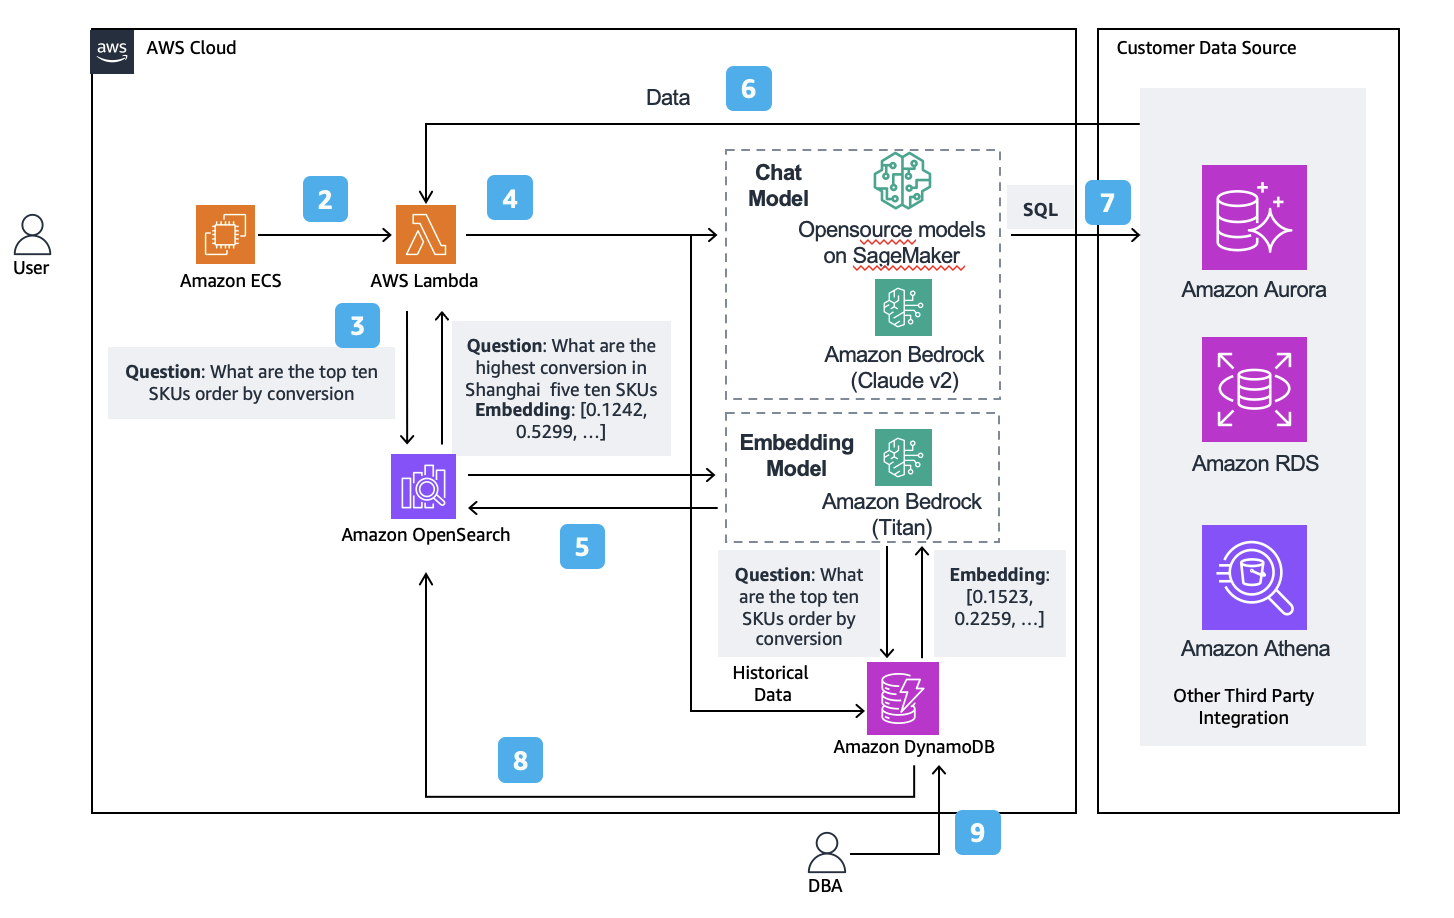 aws
AWS Cloud
Customer Data Source
Data
6
2
4
Chat
Model
Opensource models
on SageMaker
Amazon Bedrock
(Claude v2)
SQL
7
User
Amazon ECS
AWS Lambda
3
Question: What are the top ten
SKUs order by conversion
Question: What are the
highest conversion in
Shanghai five ten SKUs
Embedding: [0.1242,
0.5299, ...]
Amazon Aurora
Amazon RDS
Embedding
Model
Amazon Bedrock
(Titan)
Amazon OpenSearch
5
Question: What
are the top ten
SKUs order by
conversion
Embedding:
[0.1523,
0.2259, ...]
Amazon Athena
Other Third Party
Integration
Historical
Data
Amazon DynamoDB
8
9
DBA